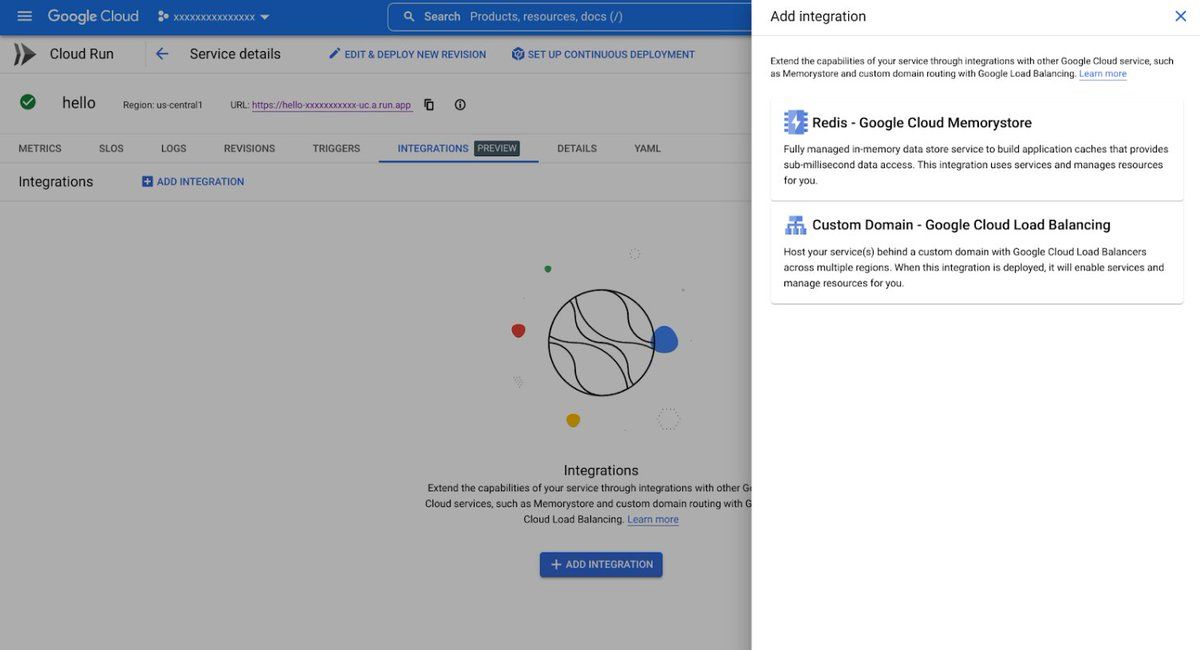 Google Cloud
xxxxxxxxxxxxxxx
Search Products, resources, docs (/)
Cloud Run
Service details
EDIT & DEPLOY NEW REVISION
SET UP CONTINUOUS DEPLOYMENT
hello
Region: us-central1
URL: https://hello-xxxxxxxxxxx-uc.a.run.app
METRICS
SLOS
LOGS
REVISIONS
TRIGGERS
INTEGRATIONS PREVIEW
DETAILS
YAML
Integrations
ADD INTEGRATION
Integrations
Extend the capabilities of your service through integrations with other Go
Cloud services, such as Memorystore and custom domain routing with G
Cloud Load Balancing. Learn more
ADD INTEGRATION
Add integration
Extend the capabilities of your service through integrations with other Google Cloud service, such
as Memorystore and custom domain routing with Google Load Balancing. Learn more
Redis - Google Cloud Memorystore
Fully managed in-memory data store service to build application caches that provides
sub-millisecond data access. This integration uses services and manages resources
for you.
Custom Domain - Google Cloud Load Balancing
Host your service(s) behind a custom domain with Google Cloud Load Balancers
across multiple regions. When this integration is deployed, it will enable services and
manage resources for you.